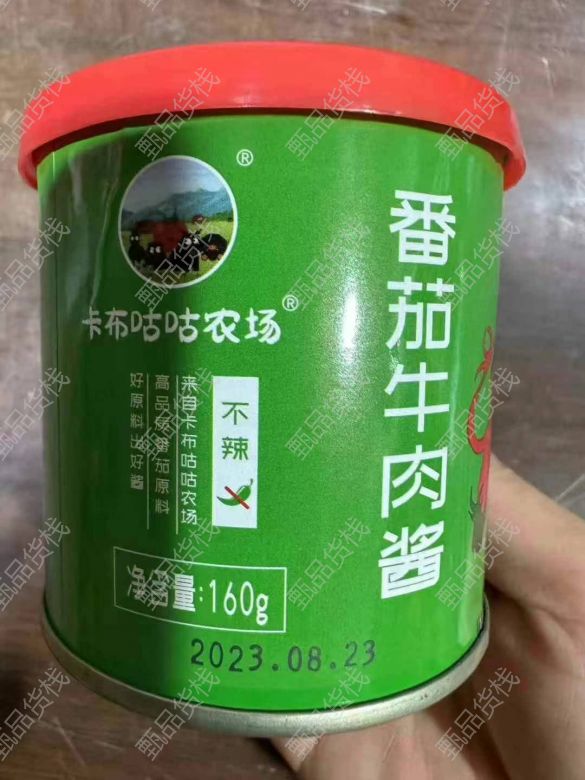 ®
卡布咕咕农场®
番茄牛肉酱
不辣
来自卡布咕咕农场
高品质番茄原料
好原料出好酱
净含量:160g
2023.08.23
甄品货栈